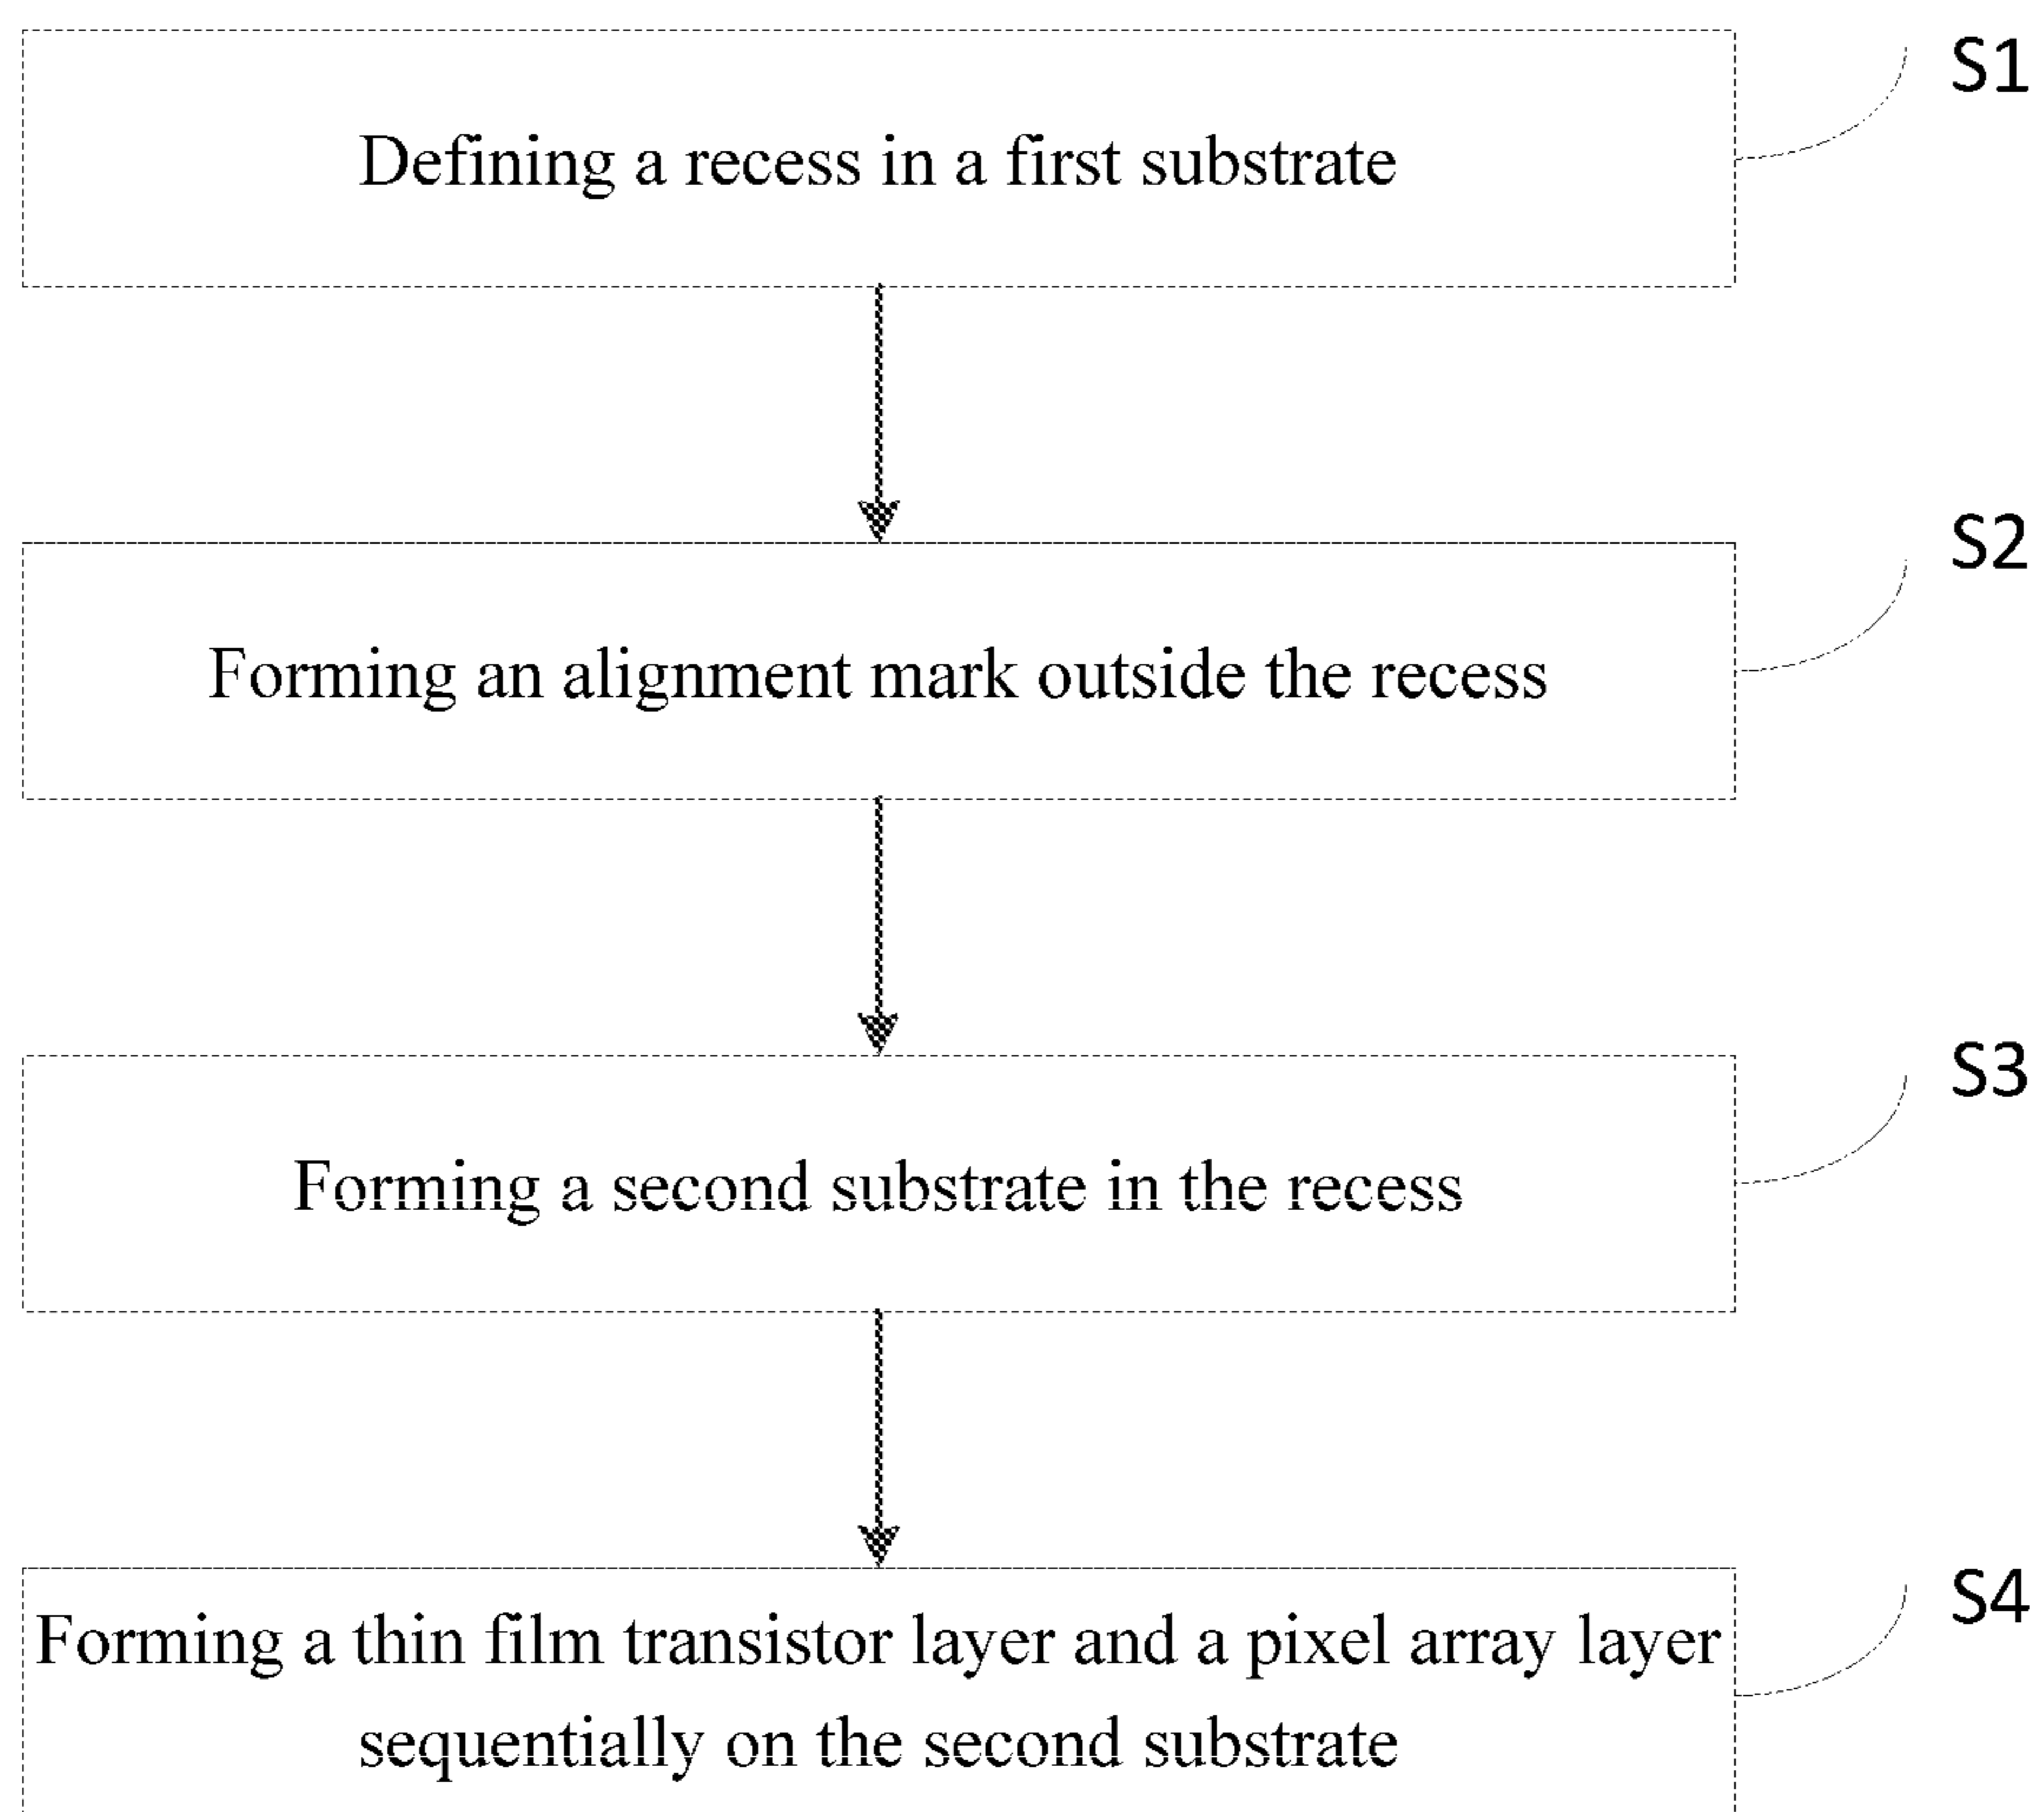 S1
Defining a recess in a first substrate
S2
Forming an alignment mark outside the recess
S3
Forming a second substrate in the recess
S4
Forming a thin film transistor layer and a pixel array layer
sequentially on the second substrate